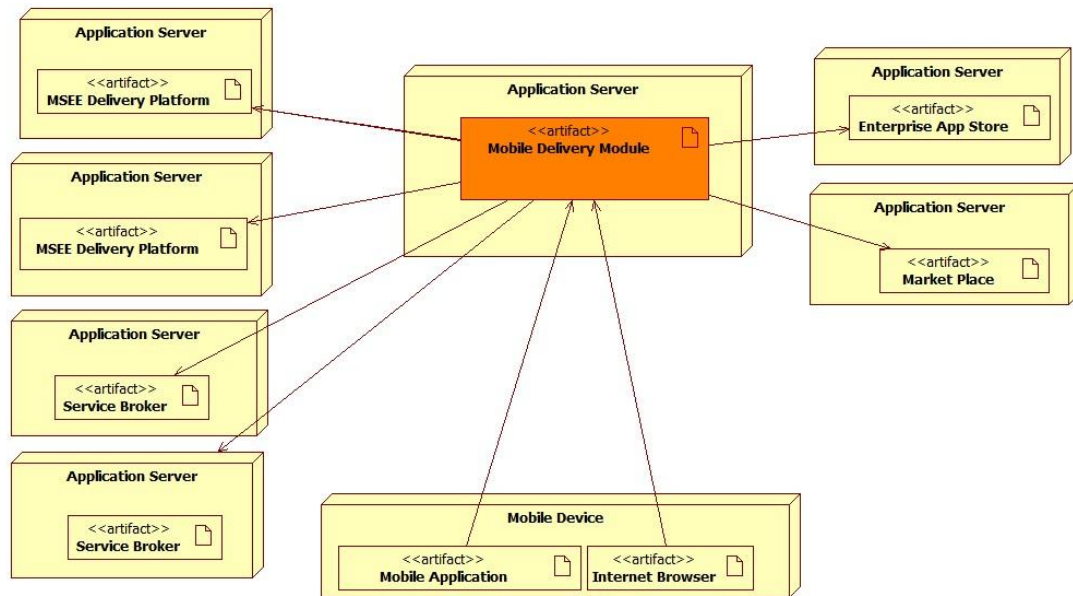 Application Server
<<artifact>>
MSEE Delivery Platform
Application Server
<<artifact>>
Mobile Delivery Module
Application Server
<<artifact>>
Enterprise App Store
Application Server
<<artifact>>
MSEE Delivery Platform
Application Server
<<artifact>>
Market Place
Application Server
<<artifact>>
Service Broker
Application Server
<<artifact>>
Service Broker
Mobile Device
<<artifact>>
Mobile Application
<<artifact>>
Internet Browser